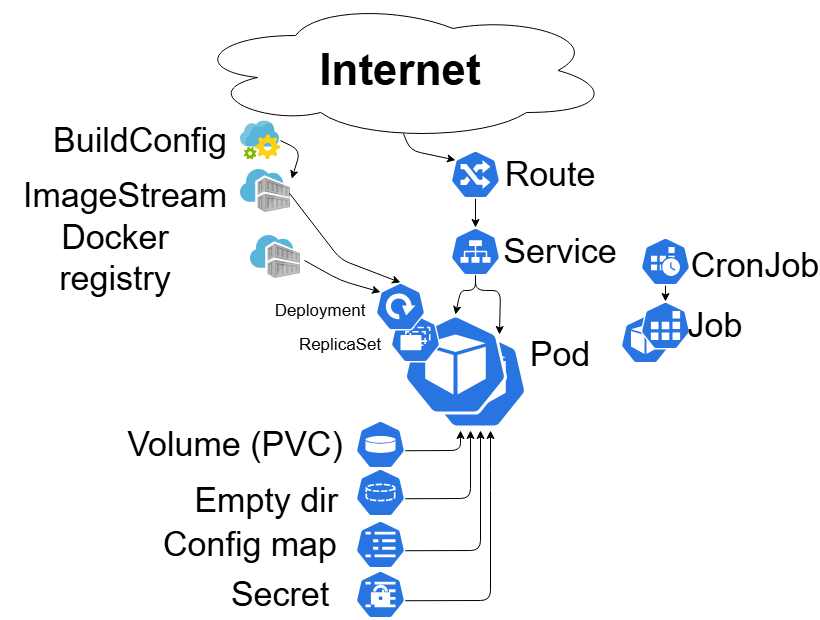 Internet
BuildConfig
ImageStream
Docker
registry
Route
Service
CronJob
Job
Deployment
ReplicaSet
Pod
Volume (PVC)
Empty dir
Config map
Secret